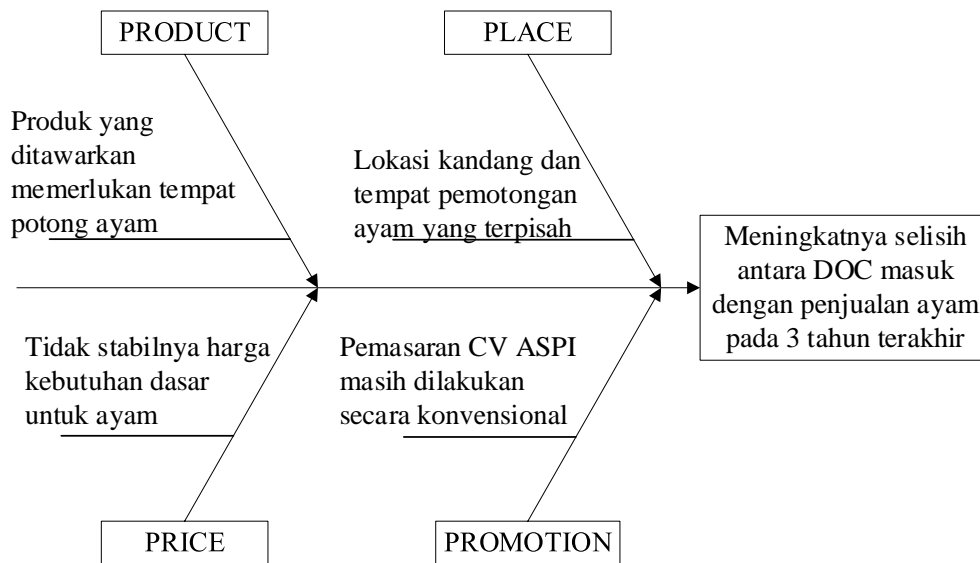 PRODUCT
PLACE
Produk yang
ditawarkan
memerlukan tempat
potong ayam
Lokasi kandang dan
tempat pemotongan
ayam yang terpisah
Meningkatnya selisih
antara DOC masuk
dengan penjualan ayam
pada 3 tahun terakhir
Tidak stabilnya harga
kebutuhan dasar
untuk ayam
Pemasaran CV ASPI
masih dilakukan
secara konvensional
PRICE
PROMOTION